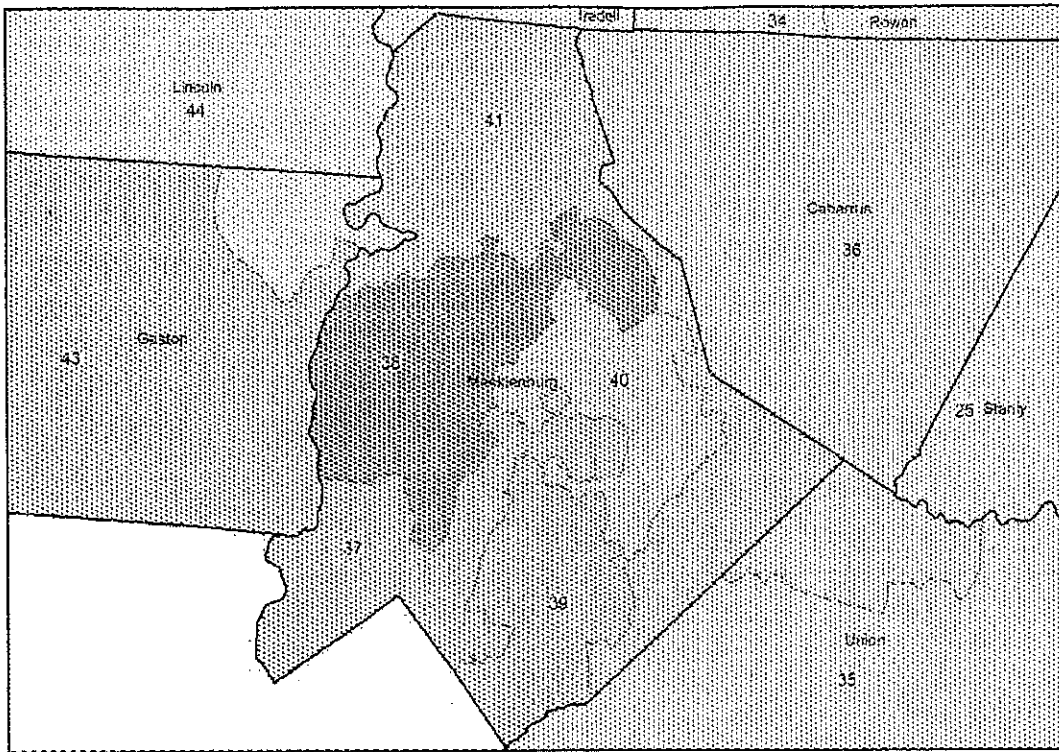 Iredell
34 Rowan
Lincoln
44
41
Cabarrus
36
Gaston
43
38
Mecklenburg
40
25 Stanly
37
39
Union
35